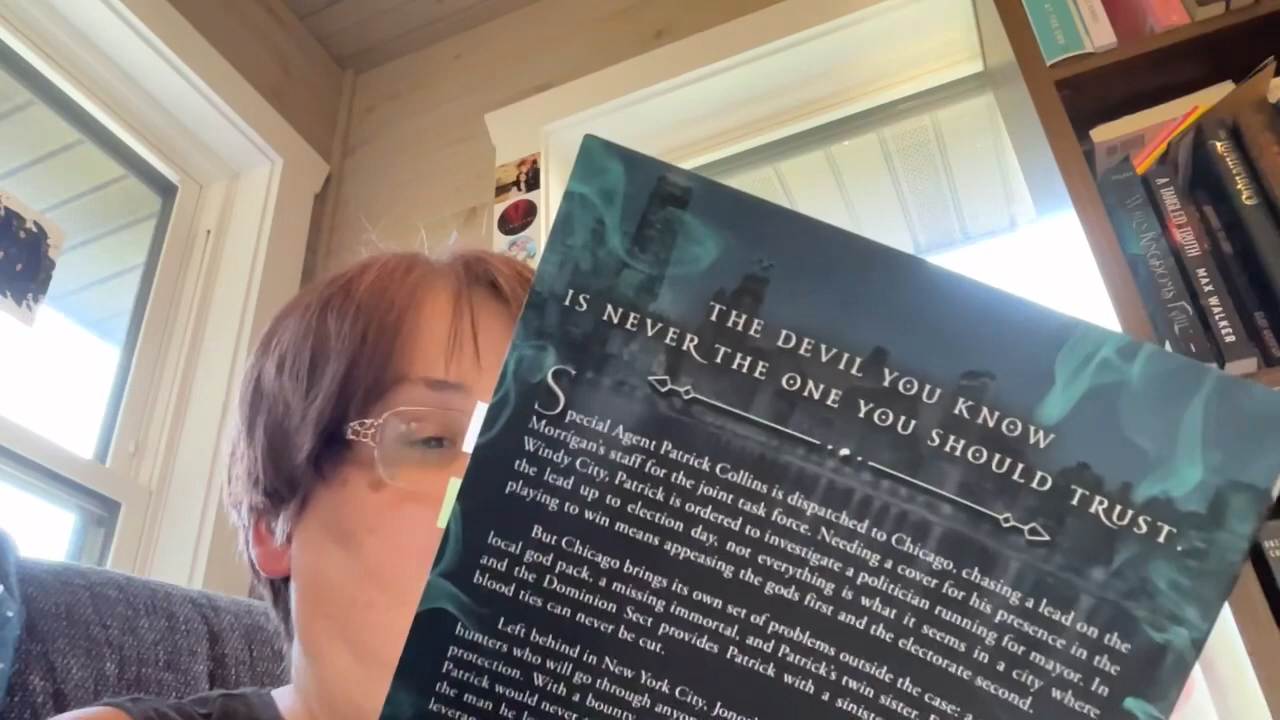 THE DEVIL YOU KNOW
IS NEVER THE ONE YOU SHOULD TRUST.
Special Agent Patrick Collins is dispatched to Chicago, chasing a lead on the
Morrígan's staff for the joint task force. Needing a cover for his presence in the
Windy City, Patrick is ordered to investigate a politician running for mayor. In
the lead up to election day, not everything is what it seems in a city where
playing to win means appeasing the gods first and the electorate second.
But Chicago brings its own set of problems outside the case: a
local god pack, a missing immortal, and Patrick's twin sister.
and the Dominion Sect provides Patrick with a
blood ties can never be cut.
Left behind in New York City,
hunters who will go through
protection. With a bounty
Patrick would never
the man he
A TANGLED TRUTH MAX WALKER